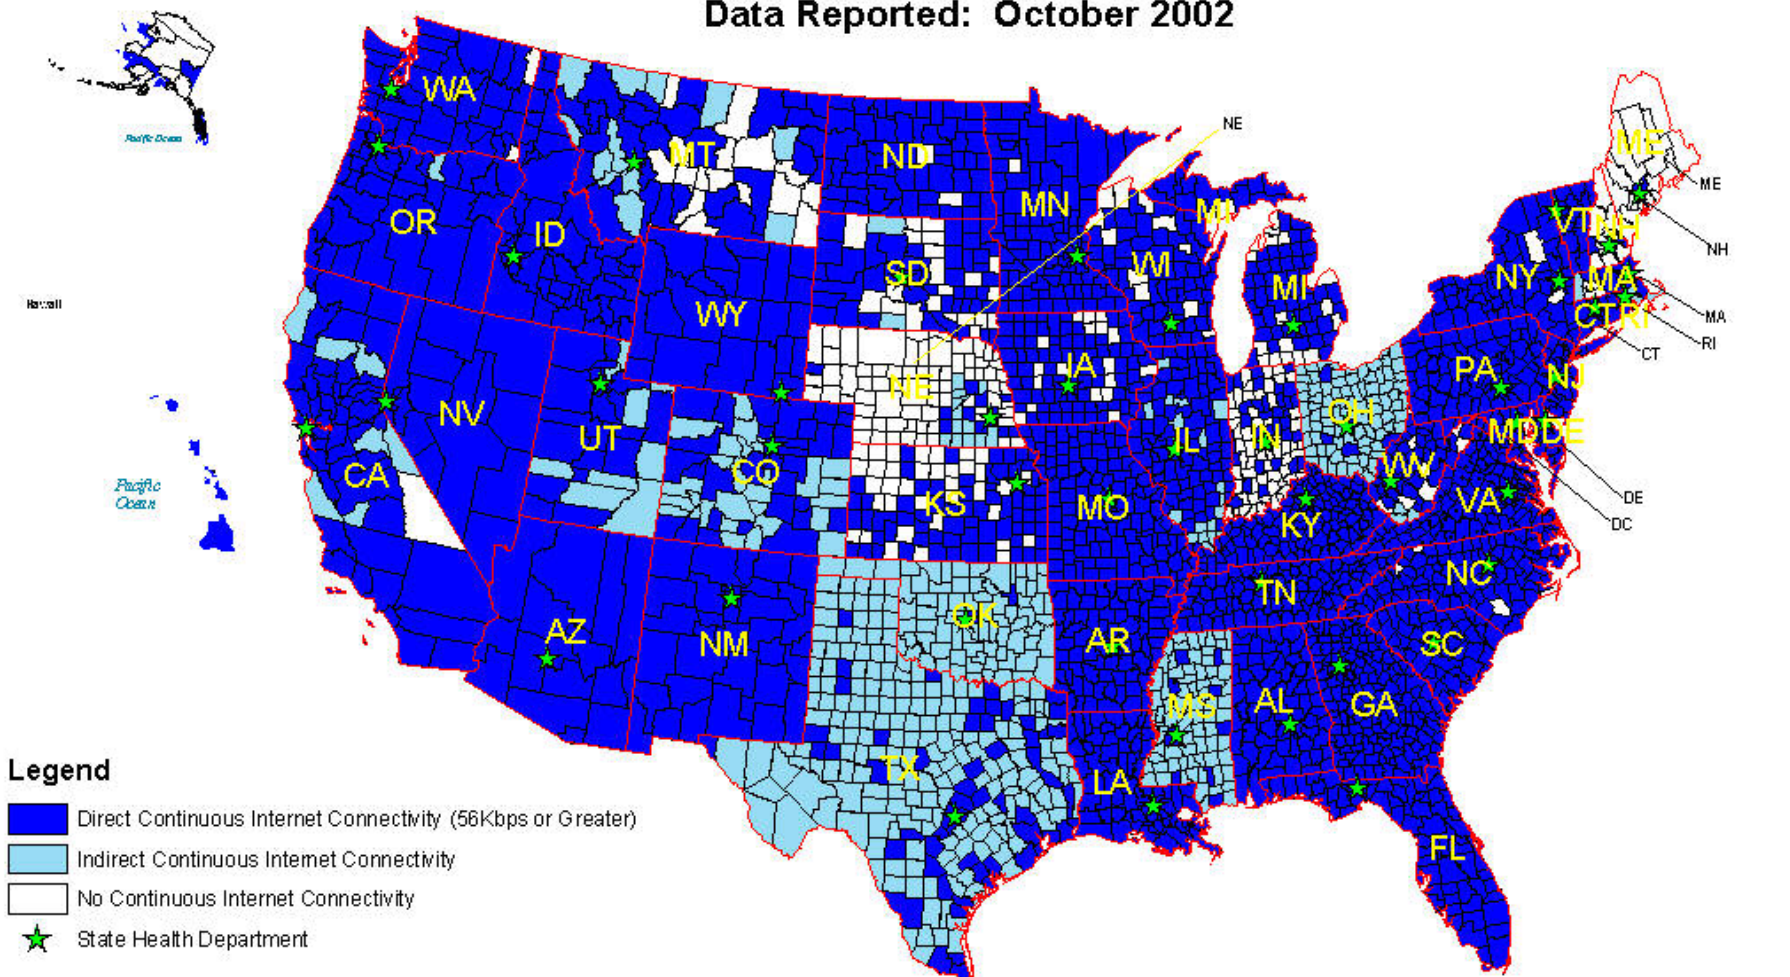 Data Reported: October 2002
Pacific Ocean
Hawaii
Pacific
Ocean
WA
OR
ID
MT
ND
MN
NE
MI
WI
MI
SD
WY
NV
UT
CA
CO
NE
IA
KS
IL
IN
OH
MO
KY
WV
VA
PA
NJ
NY
VT
NH
ME
MA
CT
RI
MD
DE
ME
NH
MA
RI
CT
DE
DC
AZ
NM
OK
TX
AR
LA
MS
AL
GA
TN
NC
SC
FL
Legend
Direct Continuous Internet Connectivity (56Kbps or Greater)
Indirect Continuous Internet Connectivity
No Continuous Internet Connectivity
State Health Department